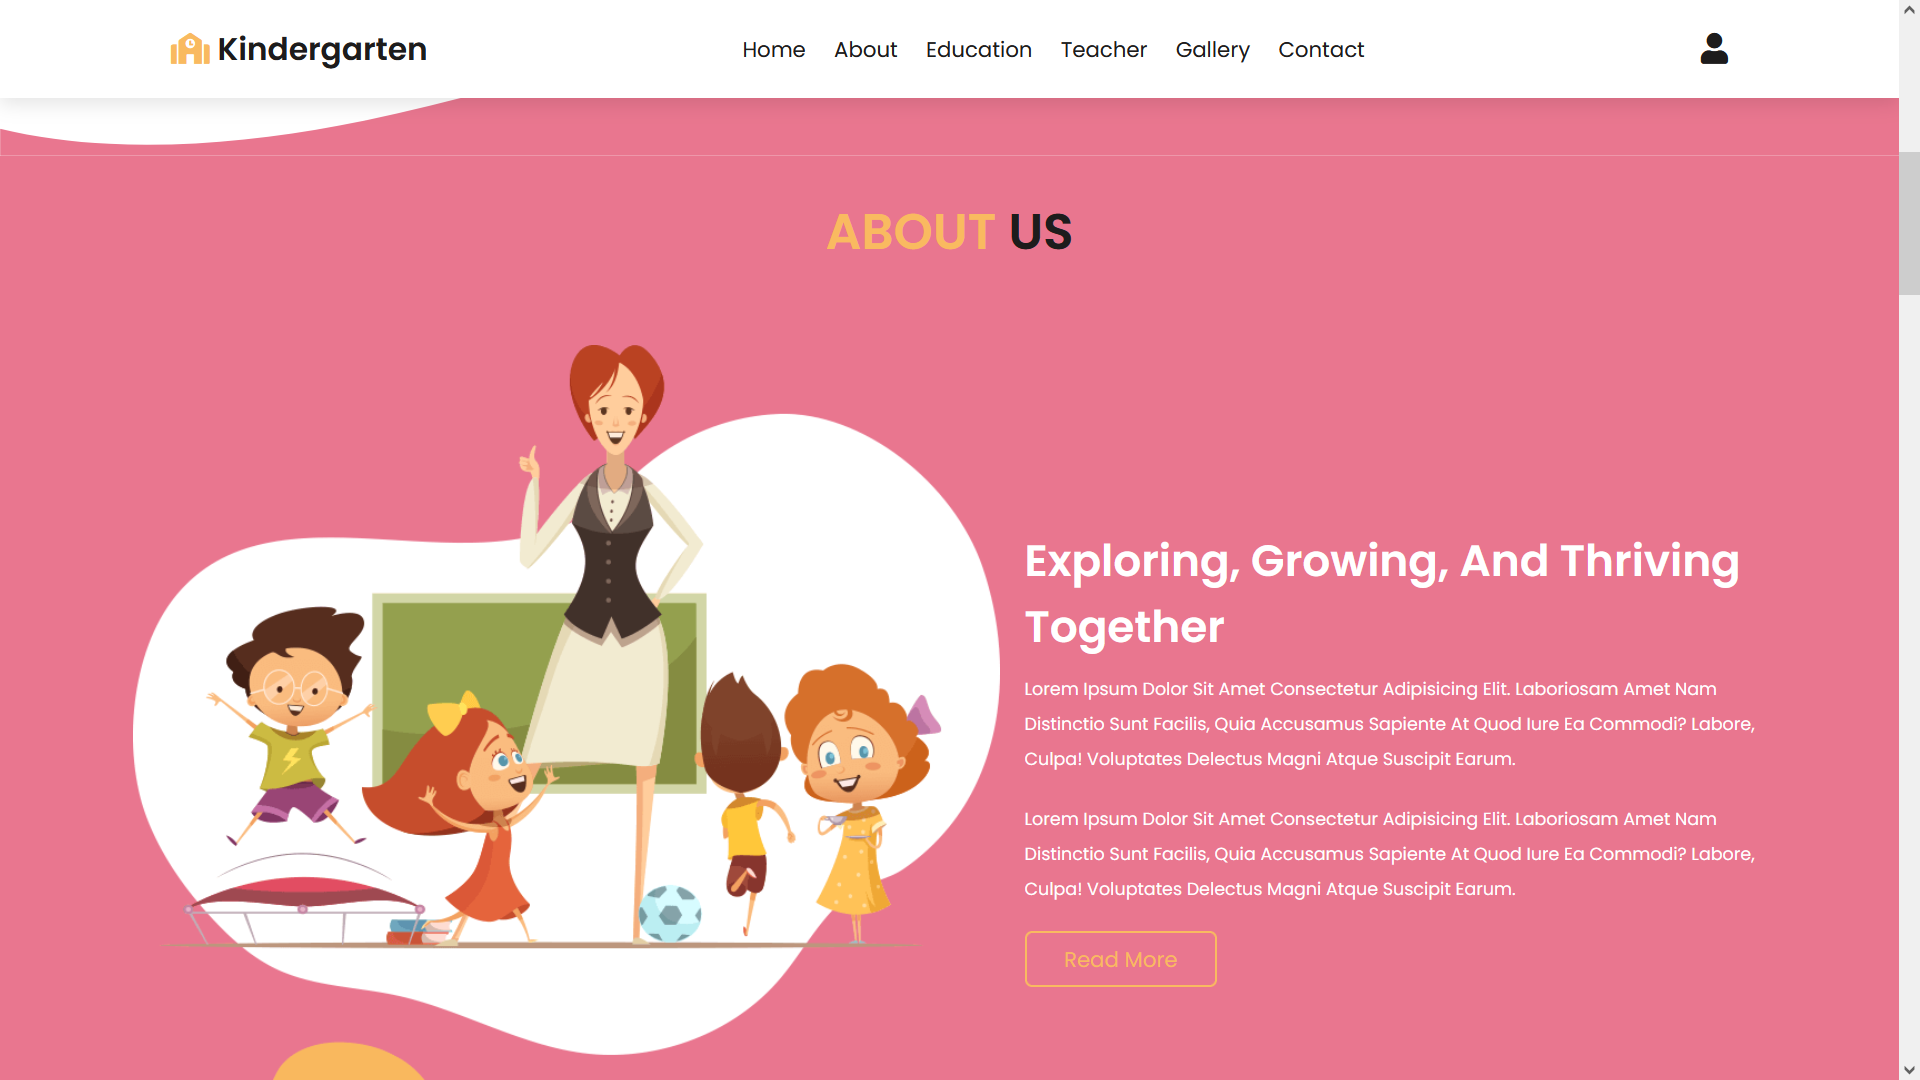 Kindergarten
Home About Education Teacher Gallery Contact
ABOUT US
Exploring, Growing, And Thriving
Together
Lorem Ipsum Dolor Sit Amet Consectetur Adipisicing Elit. Laboriosam Amet Nam
Distinctio Sunt Facilis, Quia Accusamus Sapiente At Quod Iure Ea Commodi? Labore,
Culpa! Voluptates Delectus Magni Atque Suscipit Earum.
Lorem Ipsum Dolor Sit Amet Consectetur Adipisicing Elit. Laboriosam Amet Nam
Distinctio Sunt Facilis, Quia Accusamus Sapiente At Quod Iure Ea Commodi? Labore,
Culpa! Voluptates Delectus Magni Atque Suscipit Earum.
Read More